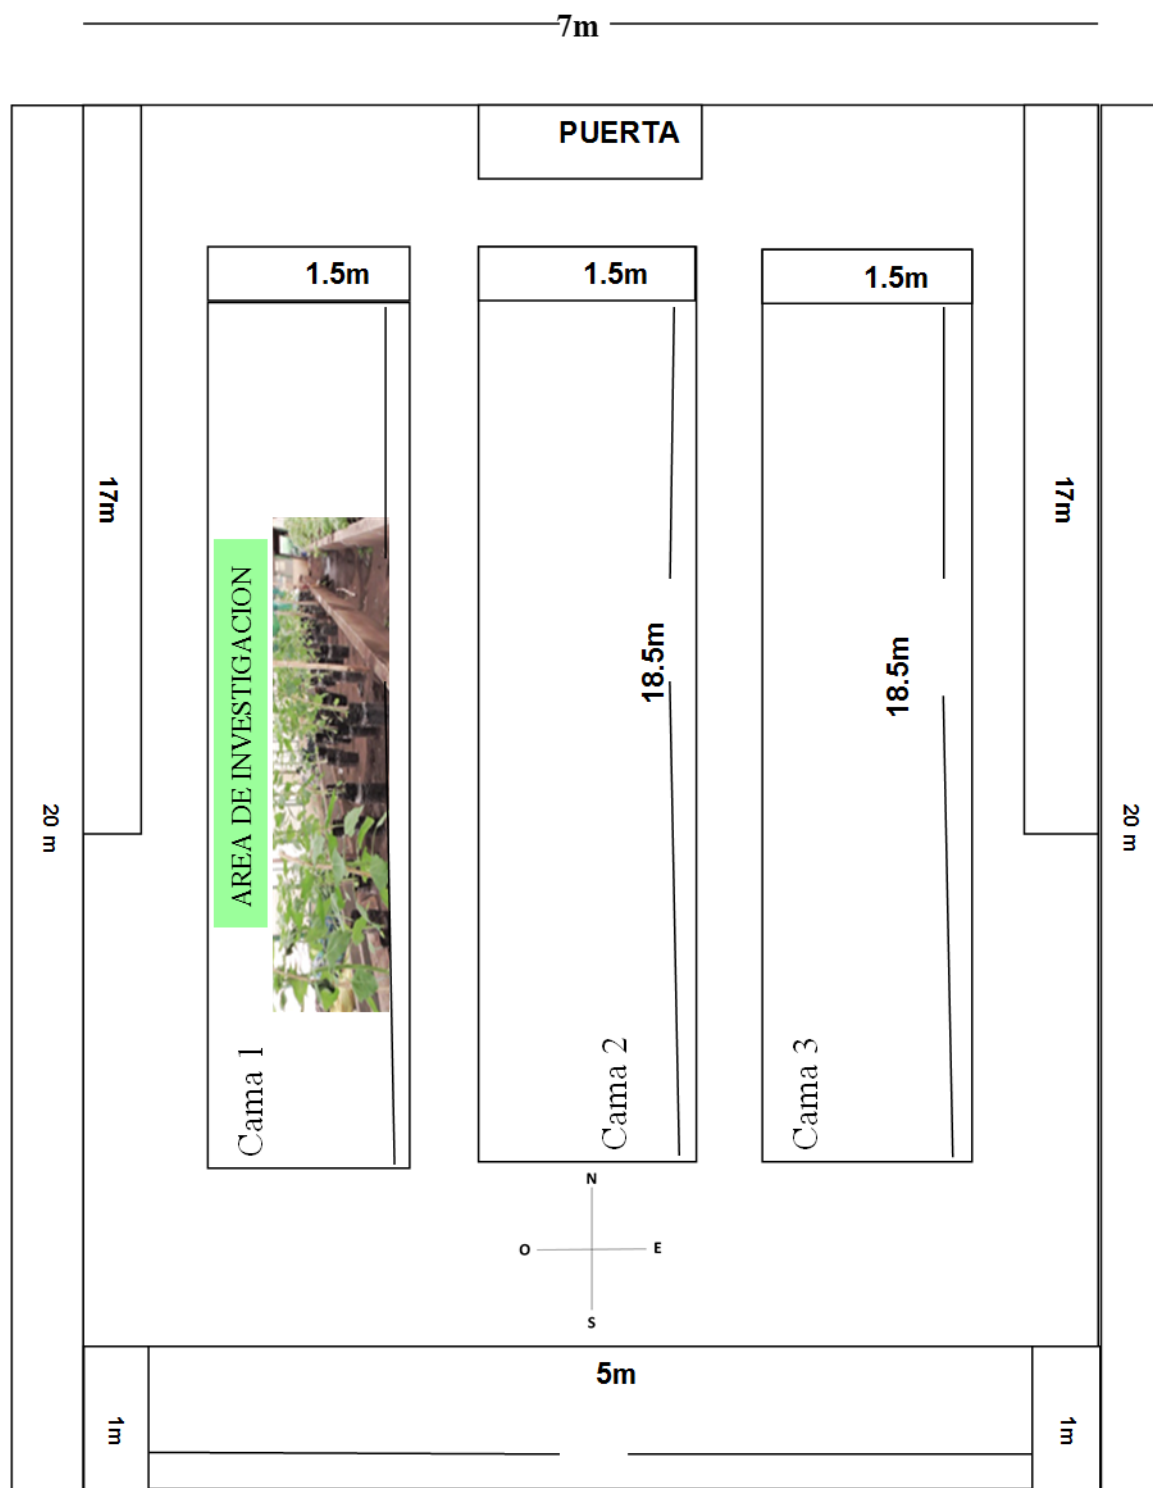 7m
PUERTA
1.5m
1.5m
1.5m
17m
17m
AREA DE INVESTIGACION
18.5m
18.5m
20 m
20 m
Cama 1
Cama 2
Cama 3
N
O
E
S
5m
1m
1m